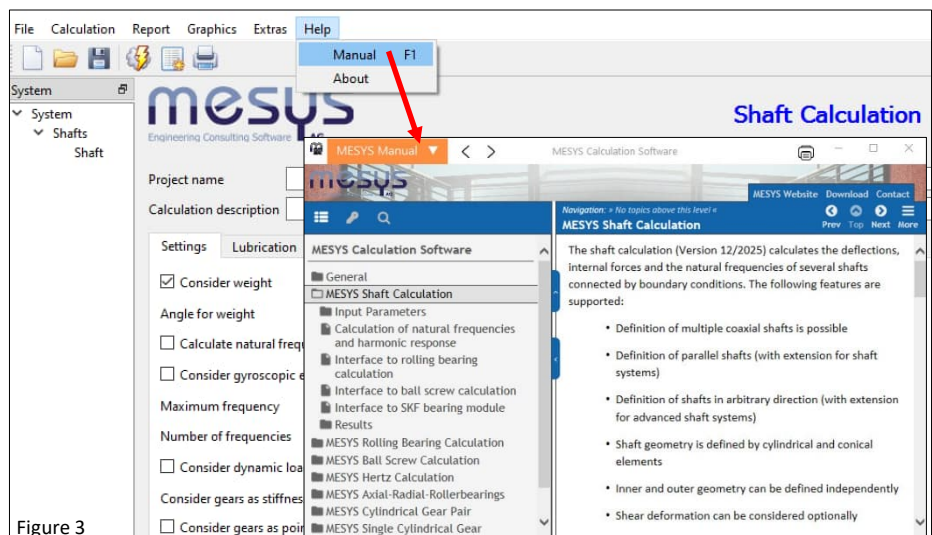 File Calculation Report Graphics Extras Help
Manual F1
About
System
System
Shafts
Shaft
mesys
Engineering Consulting Software AG
Shaft Calculation
Project name
Calculation description
Settings Lubrication
Consider weight
Angle for weight
Calculate natural frequ
Consider gyroscopic e
Maximum frequency
Number of frequencies
Consider dynamic loa
Consider gears as stiffnes
Consider gears as poin
Figure 3
MESYS Manual
MESYS Calculation Software
mesys
AG
MESYS Website Download Contact
Navigation: » No topics above this level «
MESYS Shaft Calculation
Prev Top Next More
MESYS Calculation Software
General
MESYS Shaft Calculation
Input Parameters
Calculation of natural frequencies
and harmonic response
Interface to rolling bearing
calculation
Interface to ball screw calculation
Interface to SKF bearing module
Results
MESYS Rolling Bearing Calculation
MESYS Ball Screw Calculation
MESYS Hertz Calculation
MESYS Axial-Radial-Rollerbearings
MESYS Cylindrical Gear Pair
MESYS Single Cylindrical Gear
The shaft calculation (Version 12/2025) calculates the deflections,
internal forces and the natural frequencies of several shafts
connected by boundary conditions. The following features are
supported:
• Definition of multiple coaxial shafts is possible
• Definition of parallel shafts (with extension for shaft
systems)
• Definition of shafts in arbitrary direction (with extension
for advanced shaft systems)
• Shaft geometry is defined by cylindrical and conical
elements
• Inner and outer geometry can be defined independently
• Shear deformation can be considered optionally